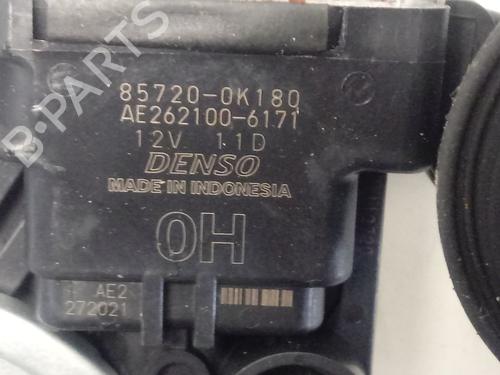 B-PARTS
85720-0K180
AE262100-6171
12V 11D
DENSO
MADE IN INDONESIA
0H
AE2
272021